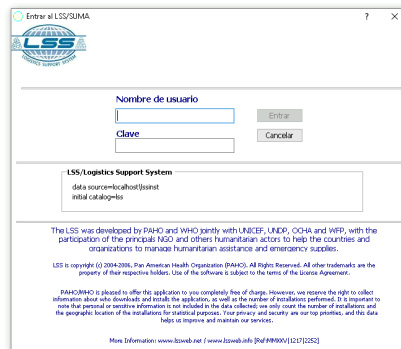 Entrar al LSS/SUMA
LSS
LOGISTICS SUPPORT SYSTEM
Nombre de usuario
Entrar
Clave
Cancelar
LSS/Logistics Support System
data source=localhost\lssinst
initial catalog=lss
The LSS was developed by PAHO and WHO jointly with UNICEF, UNDP, OCHA and WFP, with the
participation of the principals NGO and others humanitarian actors to help the countries and
organizations to manage humanitarian assistance and emergency supplies.
LSS is copyright (c) 2004-2006, Pan American Health Organization (PAHO). All Rights Reserved. All other trademarks are the
property of their respective holders. Use of the software is subject to the terms of the License Agreement.
PAHO/WHO is pleased to offer this application to you completely free of charge. However, we reserve the right to collect
information about who downloads and installs the application, as well as the number of installations performed. It is important to
note that personal or sensitive information is not included in the data collected; we only count the number of installations and
the geographic location of the installations for statistical purposes. Your privacy and security are our top priorities, and this data
helps us improve and maintain our services.
More Information: www.lssweb.net / www.lssweb.info [Ref:MMXXV|1217|2252]